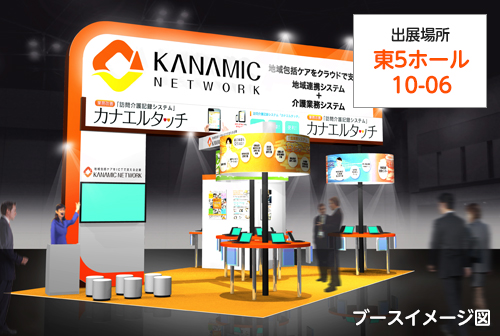 出展場所
東5ホール
10-06
KANAMIC
NETWORK
地域包括ケアをクラウドで支
地域連携システム
+
介護業務システム
「訪問介護記録システム」
カナエルタッチ
カナエルタッチ
KANAMIC NETWORK
ブースイメージ図